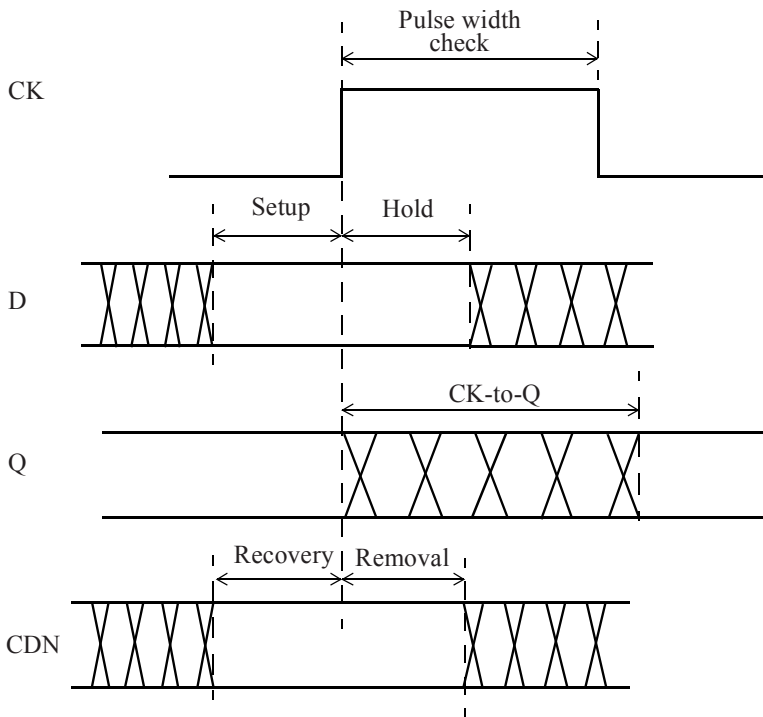 Pulse width
check
CK
Setup Hold
D
CK-to-Q
Q
Recovery Removal
CDN